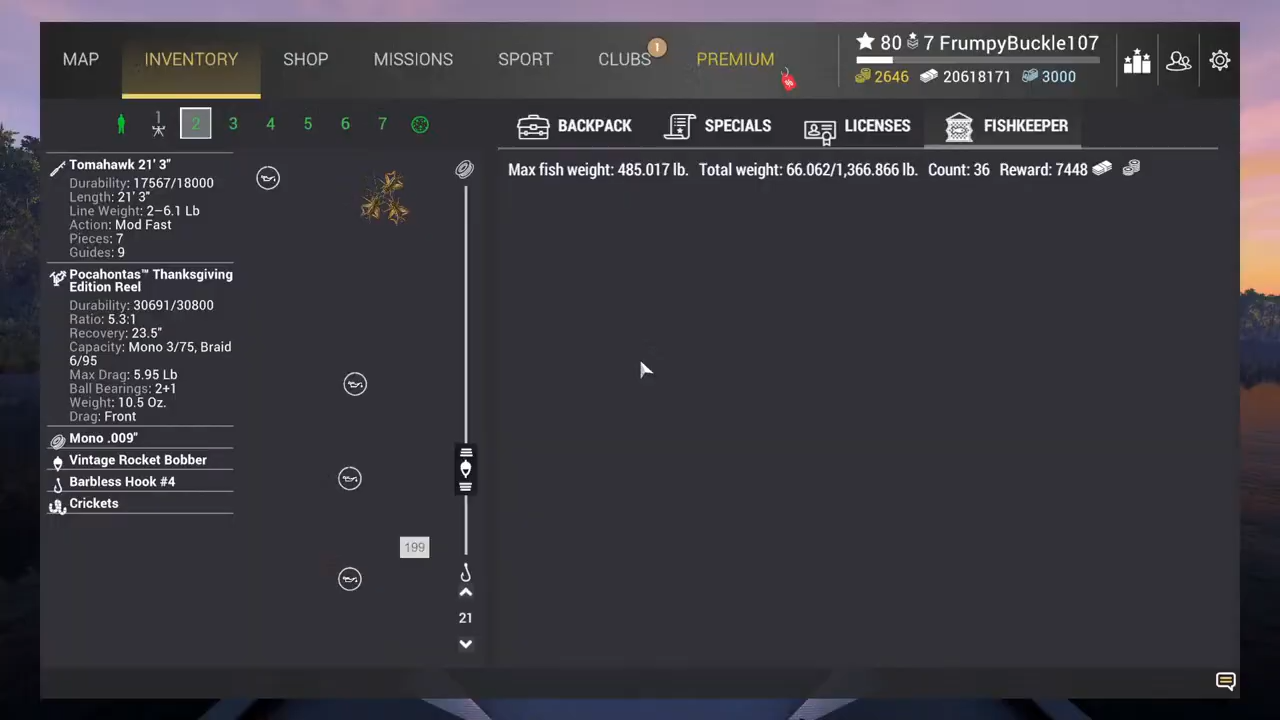 MAP INVENTORY SHOP MISSIONS SPORT CLUBS 1 PREMIUM
80 7 FrumpyBuckle107
2646 20618171 3000
1 2 3 4 5 6 7
BACKPACK SPECIALS LICENSES FISHKEEPER
Max fish weight: 485.017 lb. Total weight: 66.062/1,366.866 lb. Count: 36 Reward: 7448
Tomahawk 21' 3"
Durability: 17567/18000
Length: 21' 3"
Line Weight: 2–6.1 Lb
Action: Mod Fast
Pieces: 7
Guides: 9
Pocahontas™ Thanksgiving
Edition Reel
Durability: 30691/30800
Ratio: 5.3:1
Recovery: 23.5"
Capacity: Mono 3/75, Braid
6/95
Max Drag: 5.95 Lb
Ball Bearings: 2+1
Weight: 10.5 Oz.
Drag: Front
Mono .009"
Vintage Rocket Bobber
Barbless Hook #4
Crickets
199
21